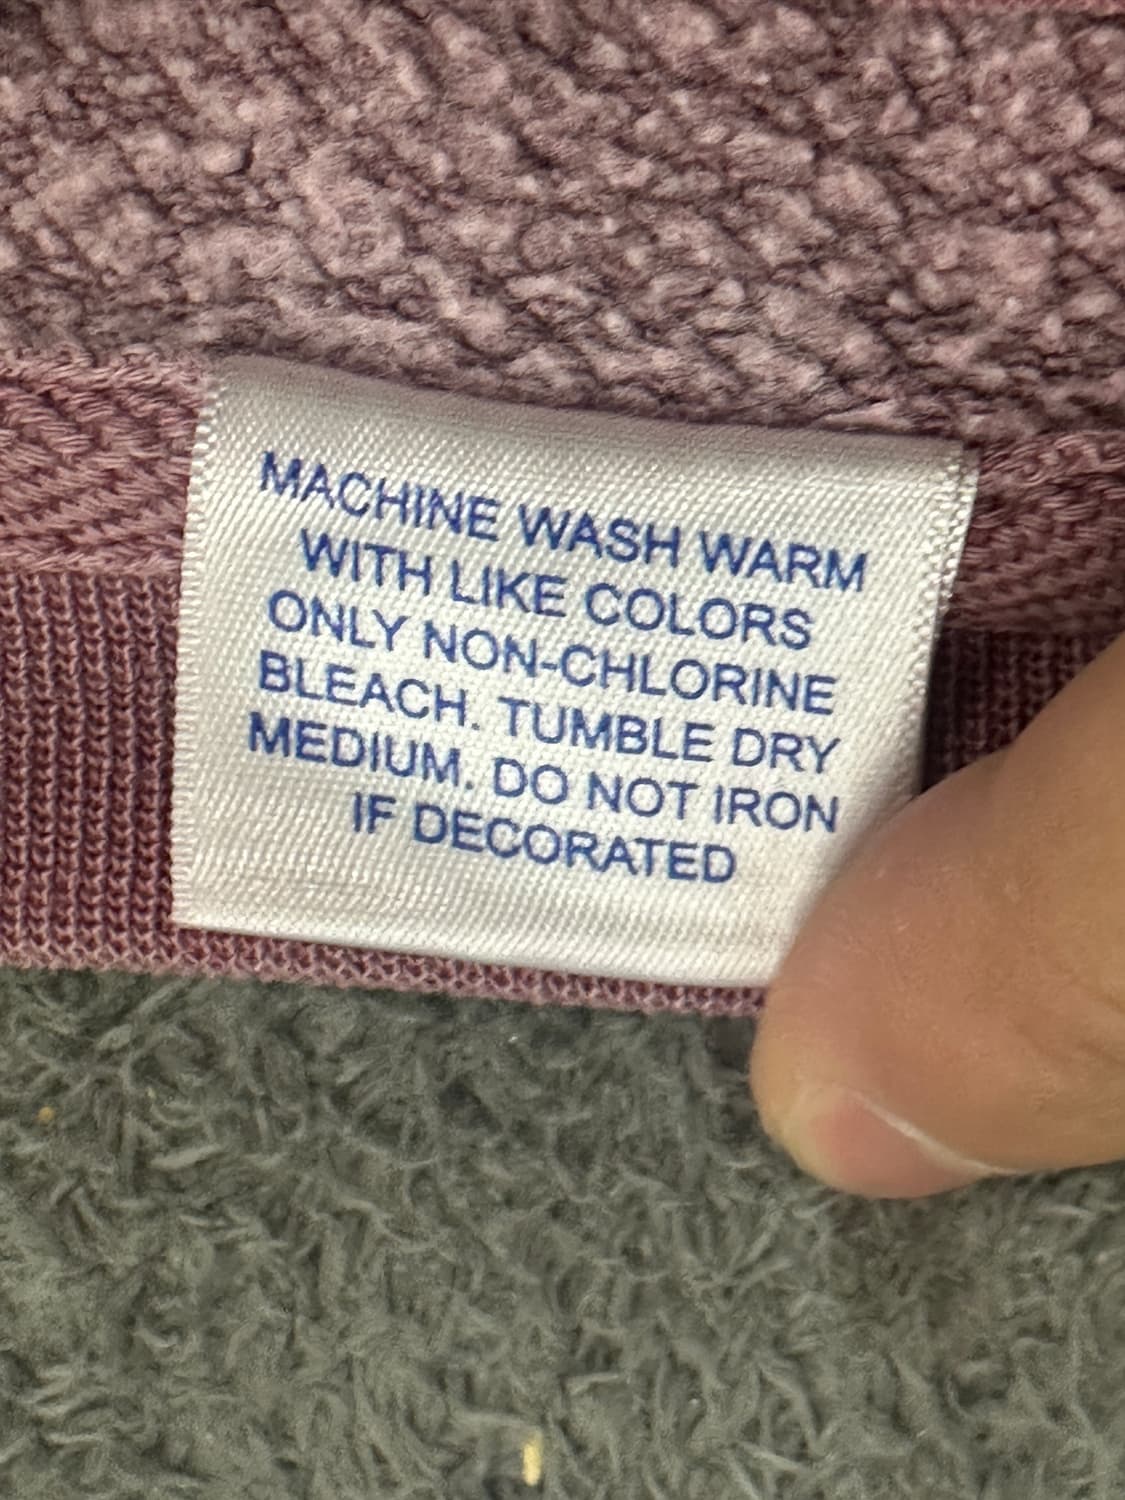 MACHINE WASH WARM
WITH LIKE COLORS
ONLY NON-CHLORINE
BLEACH. TUMBLE DRY
MEDIUM. DO NOT IRON
IF DECORATED